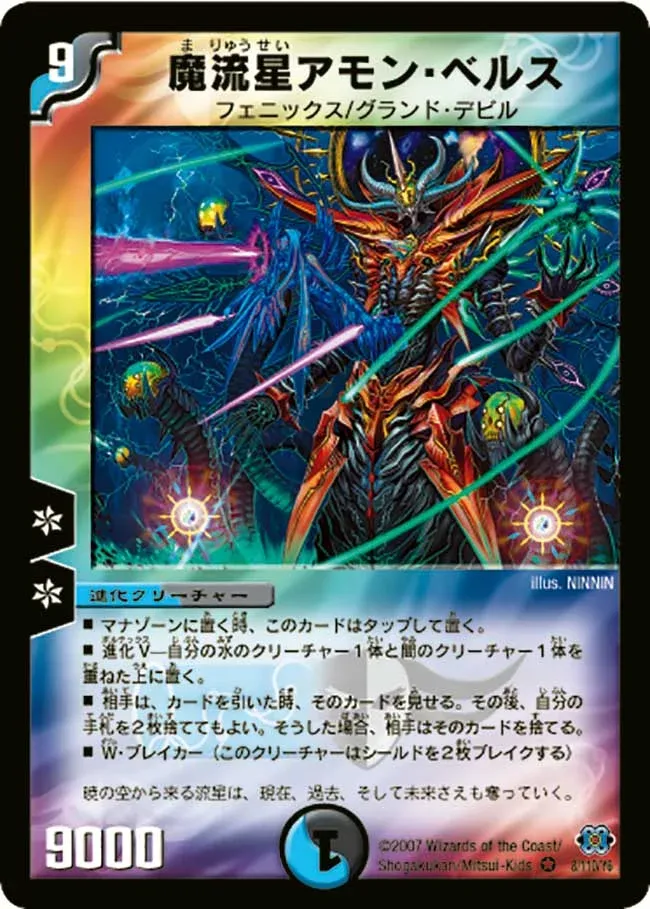 9
ま りゅうせい
魔流星アモン・ベルス
フェニックス/グランド・デビル
illus. NINNIN
進化クリーチャー
■ マナゾーンに置く時、このカードはタップして置く。
■ 進化V—自分の水のクリーチャー1体と闇のクリーチャー1体を
重ねた上に置く。
■ 相手は、カードを引いた時、そのカードを見せる。その後、自分の
手札を2枚捨ててもよい。そうした場合、相手はそのカードを捨てる。
■ W・ブレイカー（このクリーチャーはシールドを2枚ブレイクする）
暁の空から来る流星は、現在、過去、そして未来さえも奪っていく。
9000
1
©2007 Wizards of the Coast/
Shogakukan/Mitsui-Kids
8/110/Y6